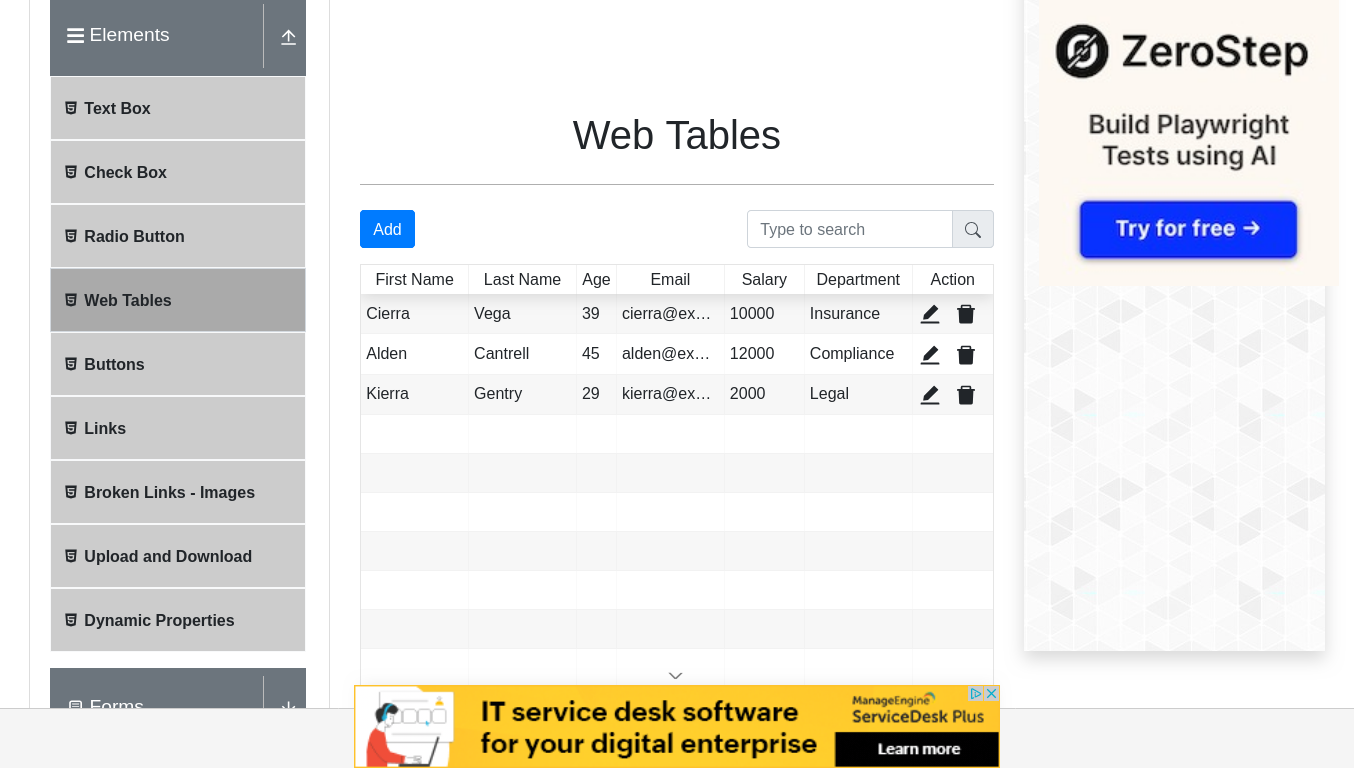 Elements
Text Box
Check Box
Radio Button
Web Tables
Buttons
Links
Broken Links - Images
Upload and Download
Dynamic Properties
Forms
Web Tables
Add
Type to search
First Name Last Name Age Email Salary Department Action
Cierra Vega 39 cierra@ex… 10000 Insurance
Alden Cantrell 45 alden@ex… 12000 Compliance
Kierra Gentry 29 kierra@ex… 2000 Legal
ZeroStep
Build Playwright
Tests using AI
Try for free →
IT service desk software
for your digital enterprise
ManageEngine
ServiceDesk Plus
Learn more